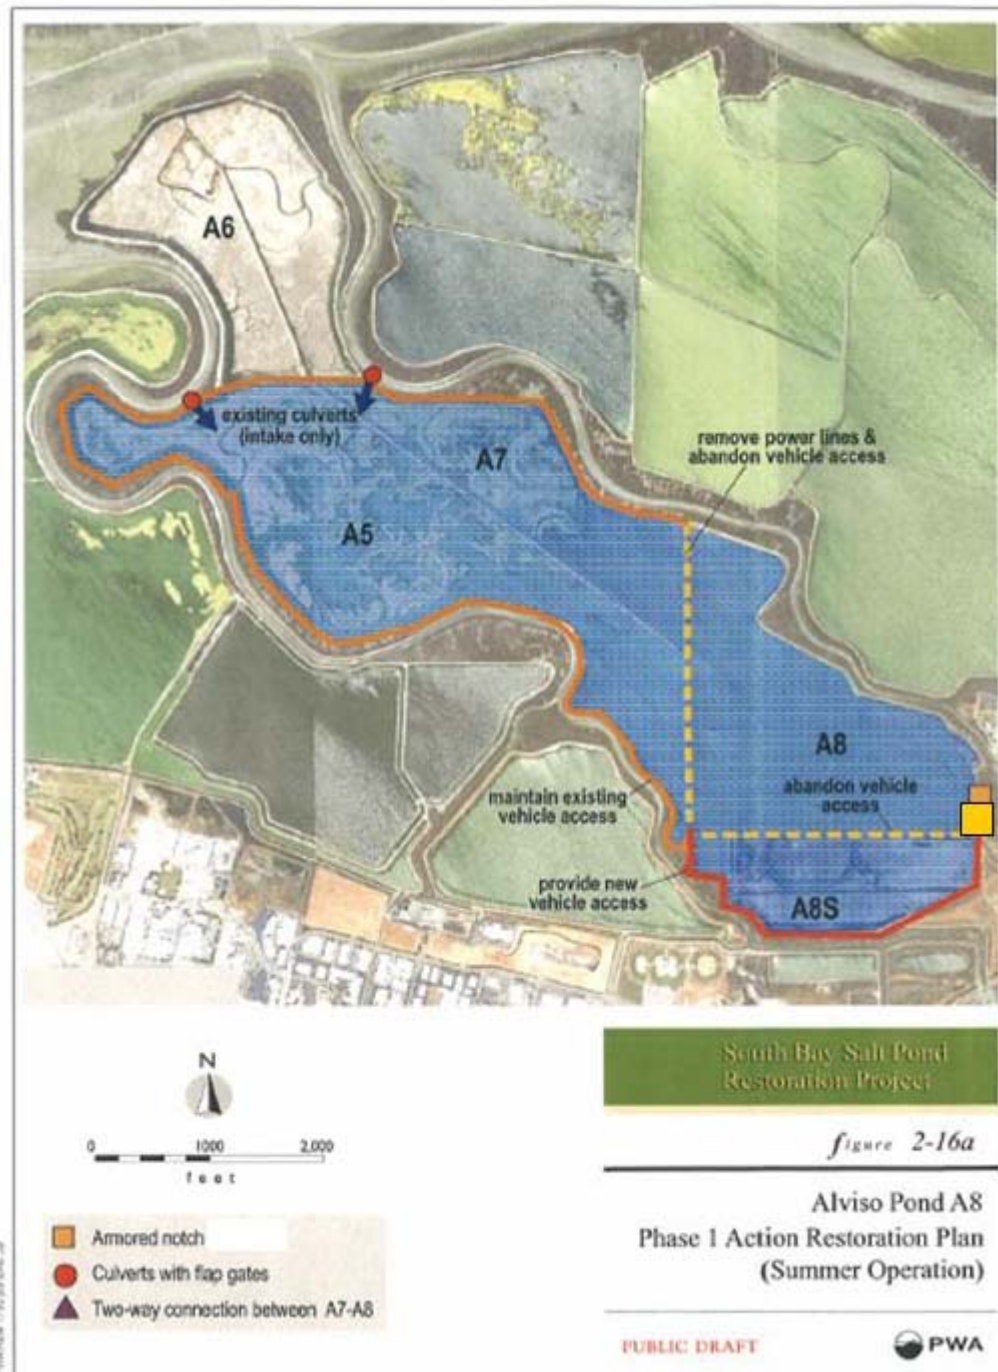 A6
existing culverts
(intake only)
A7
remove power lines &
abandon vehicle access
A5
A8
abandon vehicle
access
maintain existing
vehicle access
provide new
vehicle access
A8S
N
0 1000 2,000
feet
South Bay Salt Pond
Restoration Project
figure 2-16a
Alviso Pond A8
Phase 1 Action Restoration Plan
(Summer Operation)
Armored notch
Culverts with flap gates
Two-way connection between A7-A8
PUBLIC DRAFT
PWA